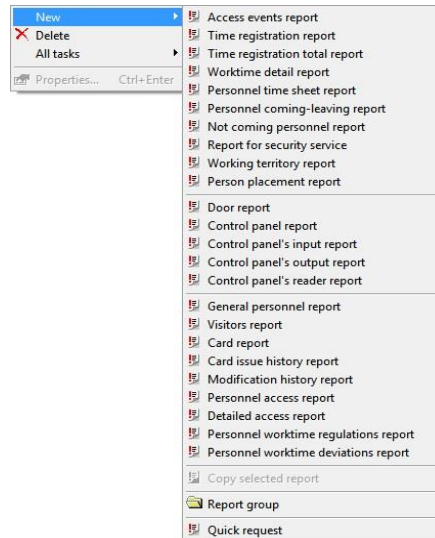 New
Delete
All tasks
Properties... Ctrl+Enter
Access events report
Time registration report
Time registration total report
Worktime detail report
Personnel time sheet report
Personnel coming-leaving report
Not coming personnel report
Report for security service
Working territory report
Person placement report
Door report
Control panel report
Control panel's input report
Control panel's output report
Control panel's reader report
General personnel report
Visitors report
Card report
Card issue history report
Modification history report
Personnel access report
Detailed access report
Personnel worktime regulations report
Personnel worktime deviations report
Copy selected report
Report group
Quick request